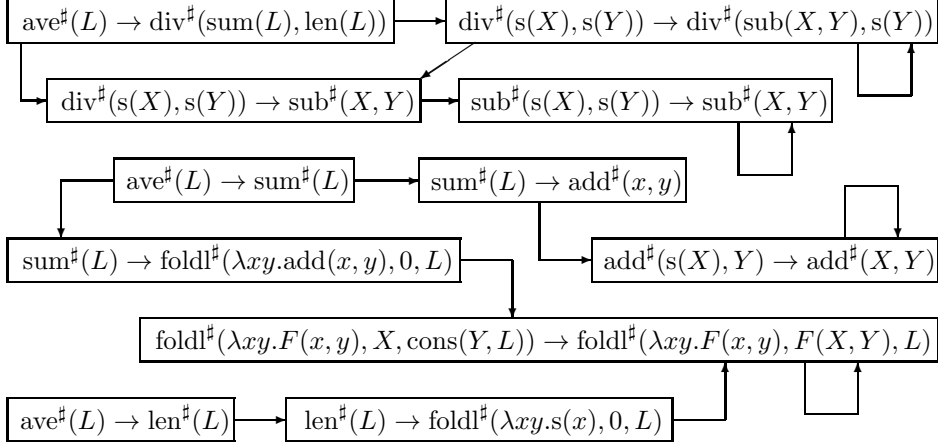 ave♯(L) → div♯(sum(L), len(L))
div♯(s(X), s(Y)) → div♯(sub(X, Y), s(Y))
div♯(s(X), s(Y)) → sub♯(X, Y)
sub♯(s(X), s(Y)) → sub♯(X, Y)
ave♯(L) → sum♯(L)
sum♯(L) → add♯(x, y)
sum♯(L) → foldl♯(λxy.add(x, y), 0, L)
add♯(s(X), Y) → add♯(X, Y)
foldl♯(λxy.F(x, y), X, cons(Y, L)) → foldl♯(λxy.F(x, y), F(X, Y), L)
ave♯(L) → len♯(L)
len♯(L) → foldl♯(λxy.s(x), 0, L)